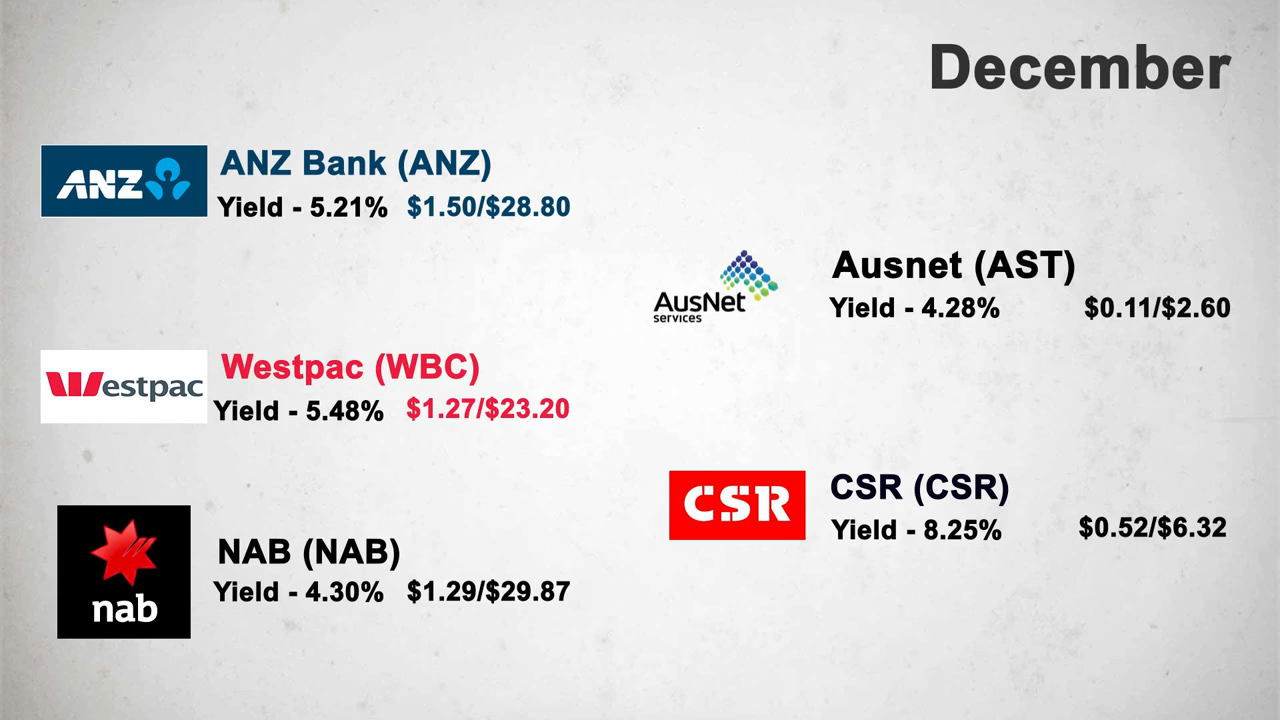 December
ANZ
ANZ Bank (ANZ)
Yield - 5.21% $1.50/$28.80
Westpac
Westpac (WBC)
Yield - 5.48% $1.27/$23.20
nab
NAB (NAB)
Yield - 4.30% $1.29/$29.87
AusNet
services
Ausnet (AST)
Yield - 4.28% $0.11/$2.60
CSR
CSR (CSR)
Yield - 8.25% $0.52/$6.32